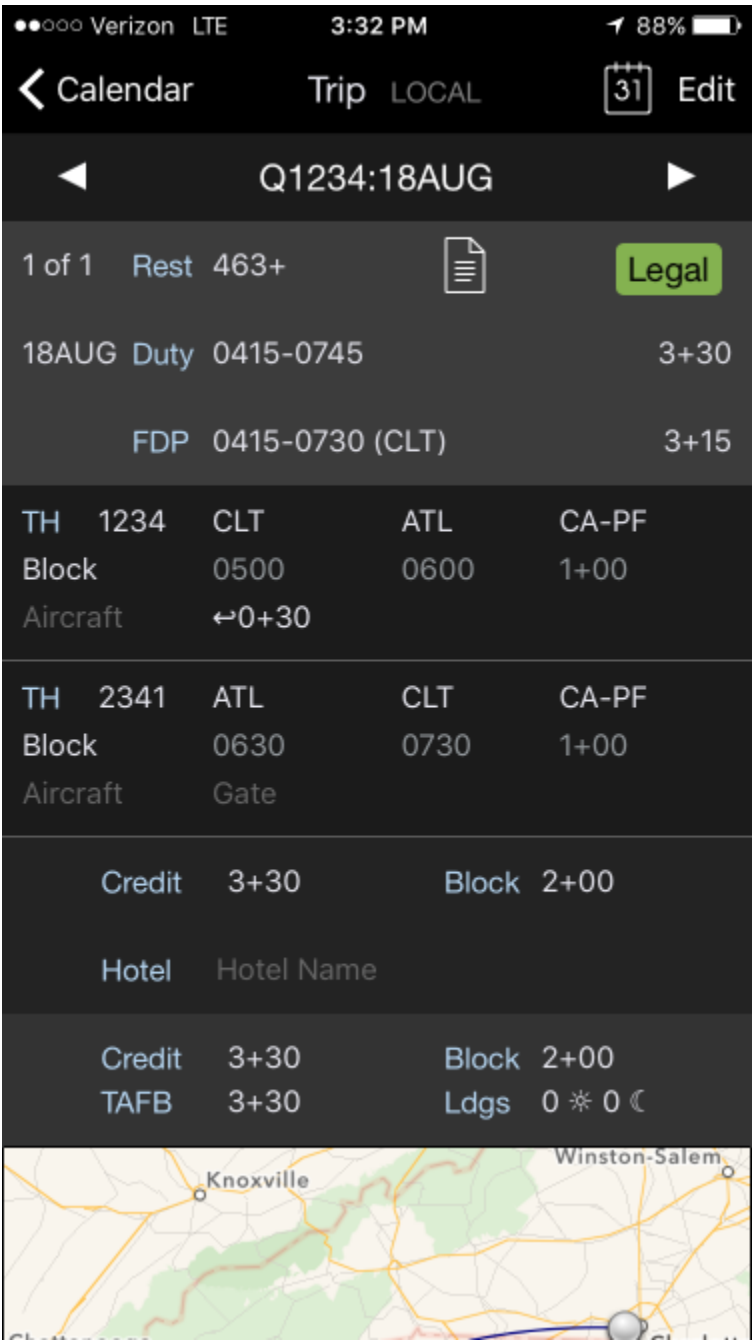 Verizon LTE 3:32 PM 88%
Calendar Trip LOCAL 31 Edit
Q1234:18AUG
1 of 1 Rest 463+ Legal
18AUG Duty 0415-0745 3+30
FDP 0415-0730 (CLT) 3+15
TH 1234 CLT ATL CA-PF
Block 0500 0600 1+00
Aircraft ↩0+30
TH 2341 ATL CLT CA-PF
Block 0630 0730 1+00
Aircraft Gate
Credit 3+30 Block 2+00
Hotel Hotel Name
Credit 3+30 Block 2+00
TAFB 3+30 Ldgs 0 ☼ 0 ☾
Winston-Salem
Knoxville